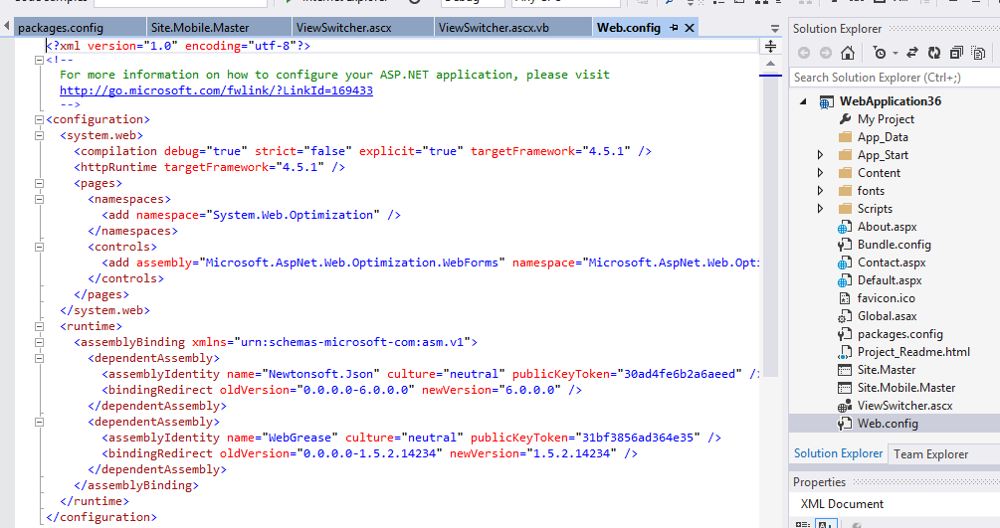 packages.config Site.Mobile.Master ViewSwitcher.ascx ViewSwitcher.ascx.vb Web.config
<?xml version="1.0" encoding="utf-8"?>
<!--
For more information on how to configure your ASP.NET application, please visit
http://go.microsoft.com/fwlink/?LinkId=169433
-->
<configuration>
<system.web>
<compilation debug="true" strict="false" explicit="true" targetFramework="4.5.1" />
<httpRuntime targetFramework="4.5.1" />
<pages>
<namespaces>
<add namespace="System.Web.Optimization" />
</namespaces>
<controls>
<add assembly="Microsoft.AspNet.Web.Optimization.WebForms" namespace="Microsoft.AspNet.Web.Opti
</controls>
</pages>
</system.web>
<runtime>
<assemblyBinding xmlns="urn:schemas-microsoft-com:asm.v1">
<dependentAssembly>
<assemblyIdentity name="Newtonsoft.Json" culture="neutral" publicKeyToken="30ad4fe6b2a6aeed" />
<bindingRedirect oldVersion="0.0.0.0-6.0.0.0" newVersion="6.0.0.0" />
</dependentAssembly>
<dependentAssembly>
<assemblyIdentity name="WebGrease" culture="neutral" publicKeyToken="31bf3856ad364e35" />
<bindingRedirect oldVersion="0.0.0.0-1.5.2.14234" newVersion="1.5.2.14234" />
</dependentAssembly>
</assemblyBinding>
</runtime>
</configuration>
Solution Explorer
Search Solution Explorer (Ctrl+;)
WebApplication36
My Project
App_Data
App_Start
Content
fonts
Scripts
About.aspx
Bundle.config
Contact.aspx
Default.aspx
favicon.ico
Global.asax
packages.config
Project_Readme.html
Site.Master
Site.Mobile.Master
ViewSwitcher.ascx
Web.config
Solution Explorer Team Explorer
Properties
XML Document